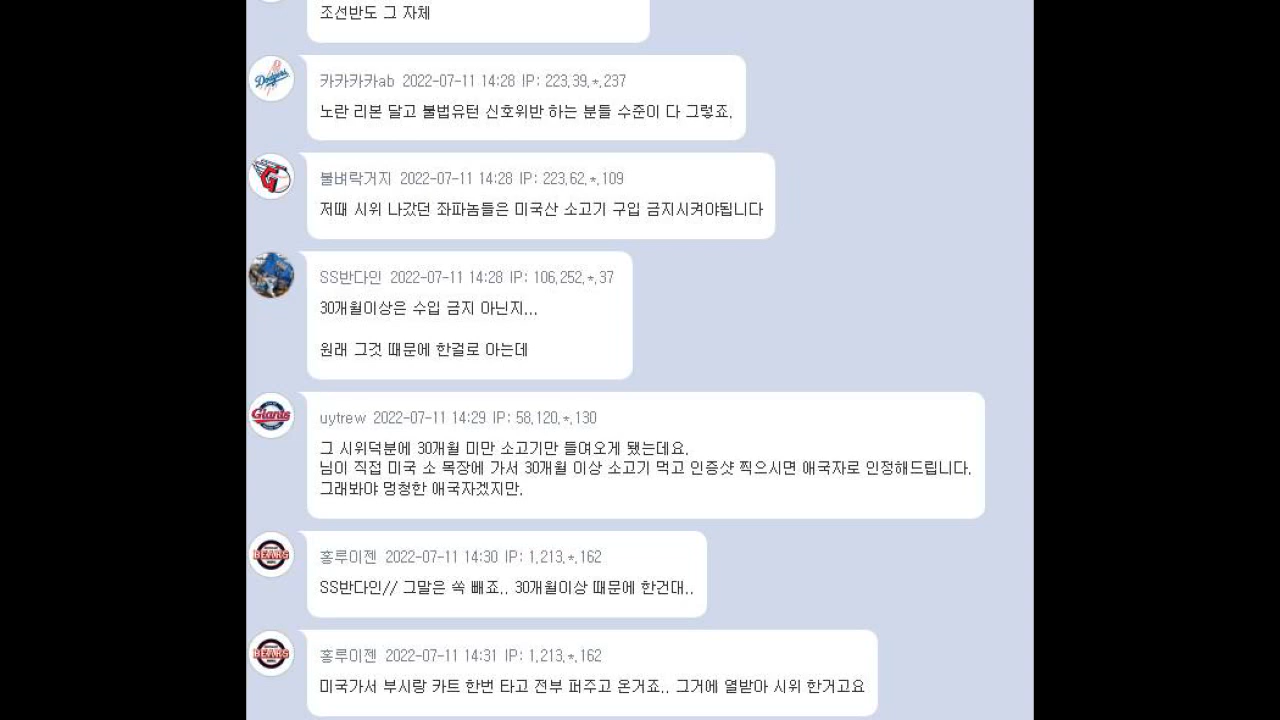 조선반도 그 자체
Dodgers
카카카카ab 2022-07-11 14:28 IP: 223.39.*.237
노란 리본 달고 불법유턴 신호위반 하는 분들 수준이 다 그렇죠.
불벼락거지 2022-07-11 14:28 IP: 223.62.*.109
저때 시위 나갔던 좌파놈들은 미국산 소고기 구입 금지시켜야됩니다
SS반다인 2022-07-11 14:28 IP: 106.252.*.37
30개월이상은 수입 금지 아닌지...
원래 그것 때문에 한걸로 아는데
Giants
uytrew 2022-07-11 14:29 IP: 58.120.*.130
그 시위덕분에 30개월 미만 소고기만 들여오게 됐는데요.
님이 직접 미국 소 목장에 가서 30개월 이상 소고기 먹고 인증샷 찍으시면 애국자로 인정해드립니다.
그래봐야 멍청한 애국자겠지만.
BEARS
홍루이젠 2022-07-11 14:30 IP: 1.213.*.162
SS반다인// 그말은 쏙 빼죠.. 30개월이상 때문에 한건대..
BEARS
홍루이젠 2022-07-11 14:31 IP: 1.213.*.162
미국가서 부시랑 카트 한번 타고 전부 퍼주고 온거죠.. 그거에 열받아 시위 한거고요